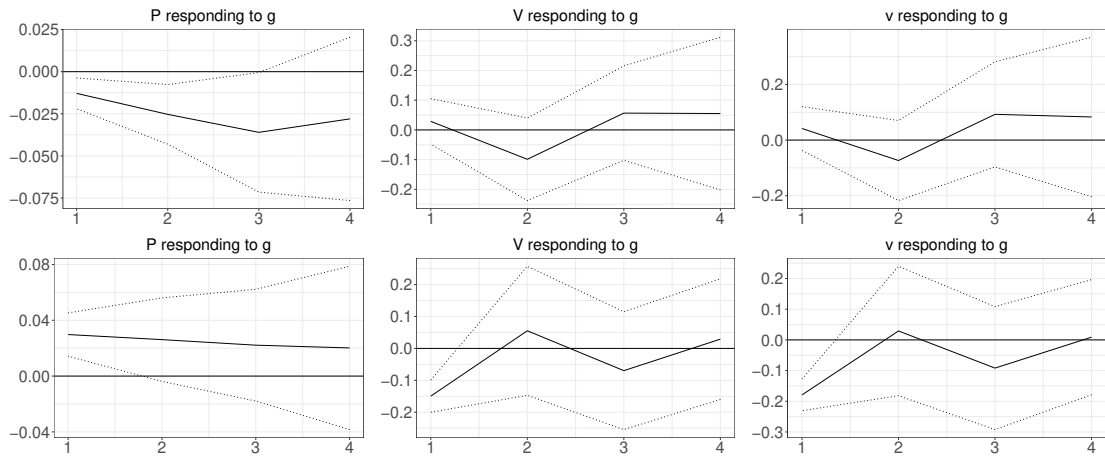 P responding to g
0.025
0.000
−0.025
−0.050
−0.075
1 2 3 4
V responding to g
0.3
0.2
0.1
0.0
−0.1
−0.2
1 2 3 4
v responding to g
0.2
0.0
−0.2
1 2 3 4
P responding to g
0.08
0.04
0.00
−0.04
1 2 3 4
V responding to g
0.2
0.1
0.0
−0.1
−0.2
1 2 3 4
v responding to g
0.2
0.1
0.0
−0.1
−0.2
−0.3
1 2 3 4